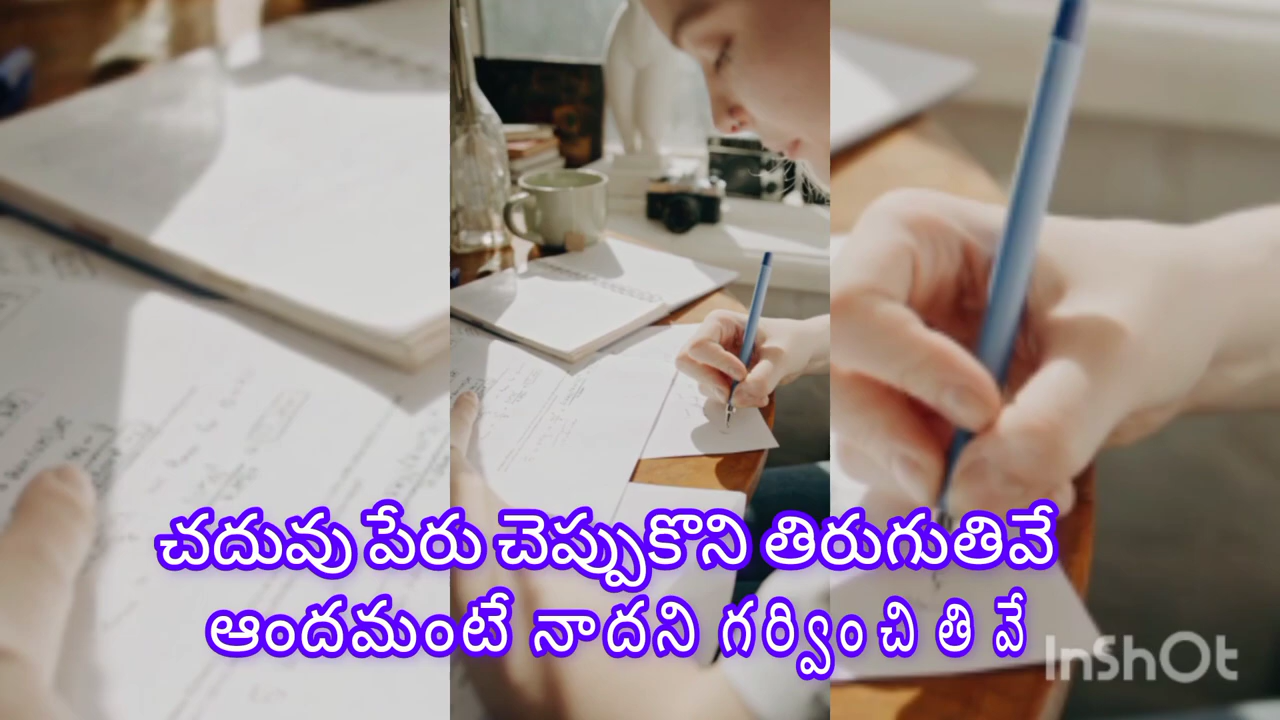 చదువు పేరు చెప్పుకొని తిరుగుతివే
ఆందమంటే నాదని గర్వించితివే
InShOt